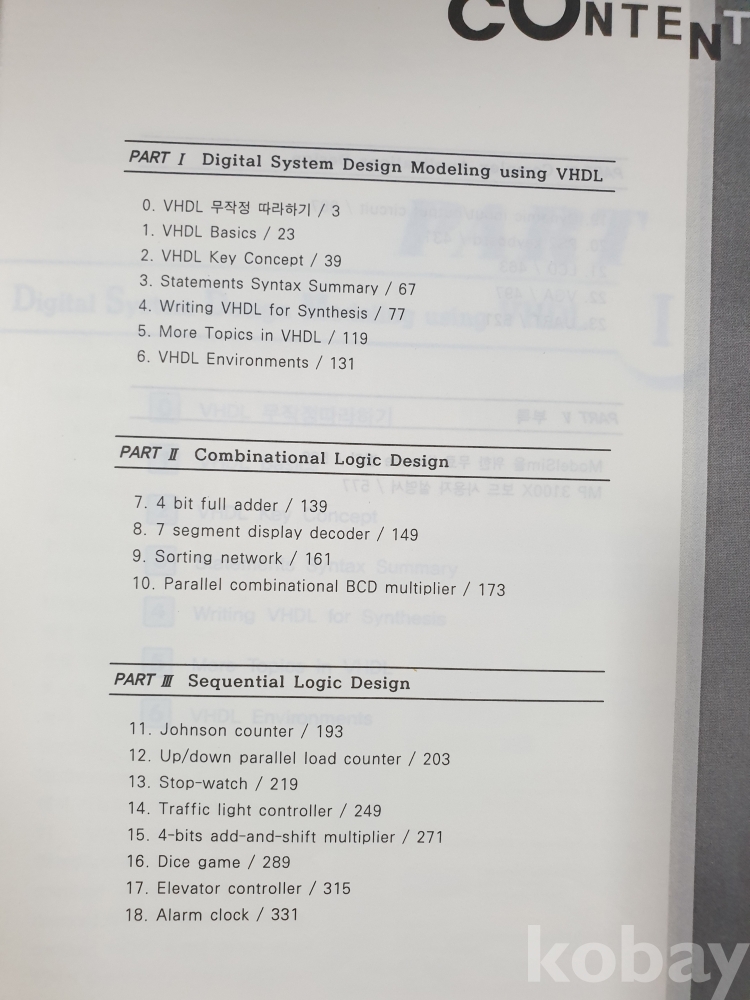 CONTENT
PART Ⅰ Digital System Design Modeling using VHDL
0. VHDL 무작정 따라하기 / 3
1. VHDL Basics / 23
2. VHDL Key Concept / 39
3. Statements Syntax Summary / 67
4. Writing VHDL for Synthesis / 77
5. More Topics in VHDL / 119
6. VHDL Environments / 131
PART Ⅱ Combinational Logic Design
7. 4 bit full adder / 139
8. 7 segment display decoder / 149
9. Sorting network / 161
10. Parallel combinational BCD multiplier / 173
PART Ⅲ Sequential Logic Design
11. Johnson counter / 193
12. Up/down parallel load counter / 203
13. Stop-watch / 219
14. Traffic light controller / 249
15. 4-bits add-and-shift multiplier / 271
16. Dice game / 289
17. Elevator controller / 315
18. Alarm clock / 331
kobay